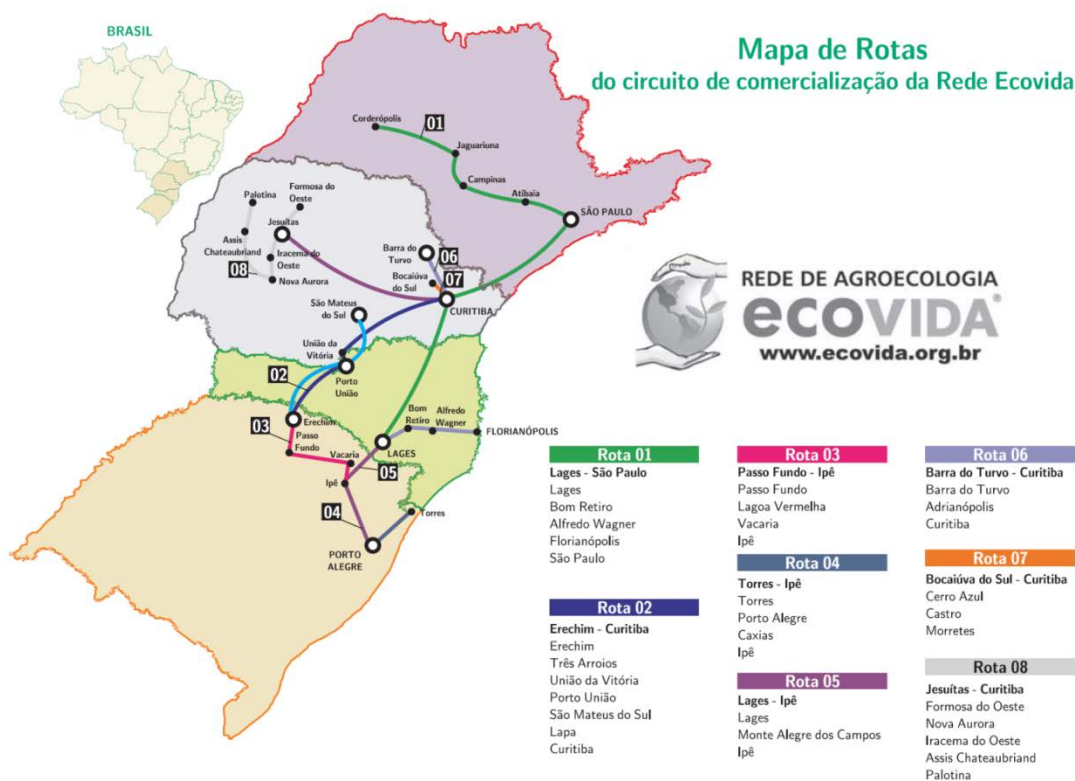 BRASIL
Mapa de Rotas
do circuito de comercialização da Rede Ecovida
Corderópolis
01
Jaguariuna
Campinas
Atibaia
SÃO PAULO
Palotina
Formosa do
Oeste
Jesuítas
Assis
Chateaubriand
Iracema do
Oeste
08
Nova Aurora
Barra do
Turvo
06
Bocaiúva
do Sul
07
CURITIBA
São Mateus
do Sul
União da
Vitória
Porto
União
02
Erechim
03
Passo
Fundo
Vacaria
Ipê
05
04
LAGES
Bom
Retiro
Alfredo
Wagner
FLORIANÓPOLIS
Torres
PORTO
ALEGRE
REDE DE AGROECOLOGIA
ecoVIDA®
www.ecovida.org.br
Rota 01
Lages - São Paulo
Lages
Bom Retiro
Alfredo Wagner
Florianópolis
São Paulo
Rota 02
Erechim - Curitiba
Erechim
Três Arroios
União da Vitória
Porto União
São Mateus do Sul
Lapa
Curitiba
Rota 03
Passo Fundo - Ipê
Passo Fundo
Lagoa Vermelha
Vacaria
Ipê
Rota 04
Torres - Ipê
Torres
Porto Alegre
Caxias
Ipê
Rota 05
Lages - Ipê
Lages
Monte Alegre dos Campos
Ipê
Rota 06
Barra do Turvo - Curitiba
Barra do Turvo
Adrianópolis
Curitiba
Rota 07
Bocaiúva do Sul - Curitiba
Cerro Azul
Castro
Morretes
Rota 08
Jesuítas - Curitiba
Formosa do Oeste
Nova Aurora
Iracema do Oeste
Assis Chateaubriand
Palotina